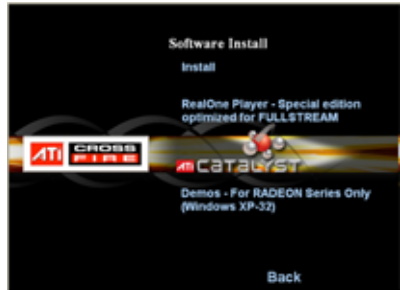 Software Install
Install
RealOne Player - Special edition
optimized for FULLSTREAM
ATI CROSS
FIRE
ATI CATALYST
Demos - For RADEON Series Only
(Windows XP-32)
Back